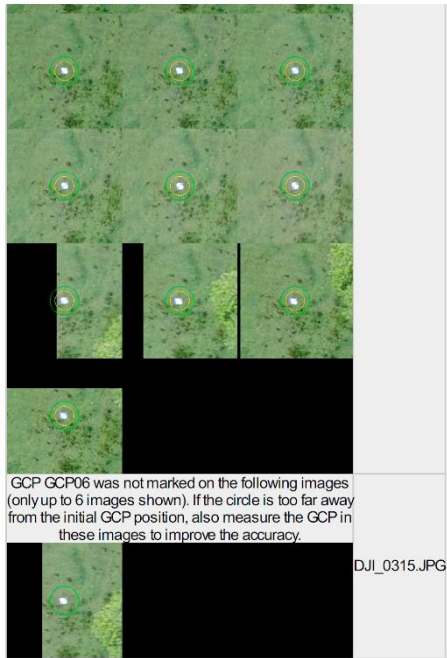 GCP GCP06 was not marked on the following images
(only up to 6 images shown). If the circle is too far away
from the initial GCP position, also measure the GCP in
these images to improve the accuracy.
DJI_0315.JPG